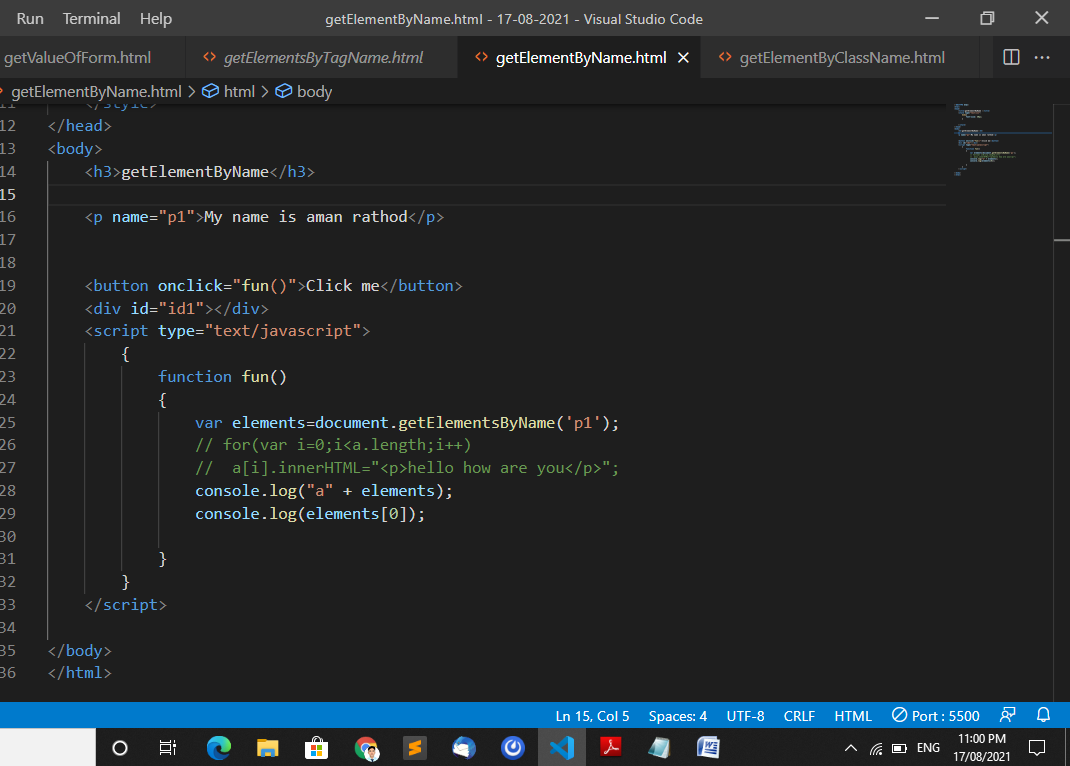 Run Terminal Help getElementByName.html - 17-08-2021 - Visual Studio Code
getValueOfForm.html <> getElementsByTagName.html <> getElementByName.html <> getElementByClassName.html
getElementByName.html > html > body
11 </style>
12 </head>
13 <body>
14 <h3>getElementByName</h3>
15
16 <p name="p1">My name is aman rathod</p>
17
18
19 <button onclick="fun()">Click me</button>
20 <div id="id1"></div>
21 <script type="text/javascript">
22 {
23 function fun()
24 {
25 var elements=document.getElementsByName('p1');
26 // for(var i=0;i<a.length;i++)
27 //  a[i].innerHTML="<p>hello how are you</p>";
28 console.log("a" + elements);
29 console.log(elements[0]);
30
31 }
32 }
33 </script>
34
35 </body>
36 </html>
Ln 15, Col 5 Spaces: 4 UTF-8 CRLF HTML Port : 5500
ENG 11:00 PM
17/08/2021